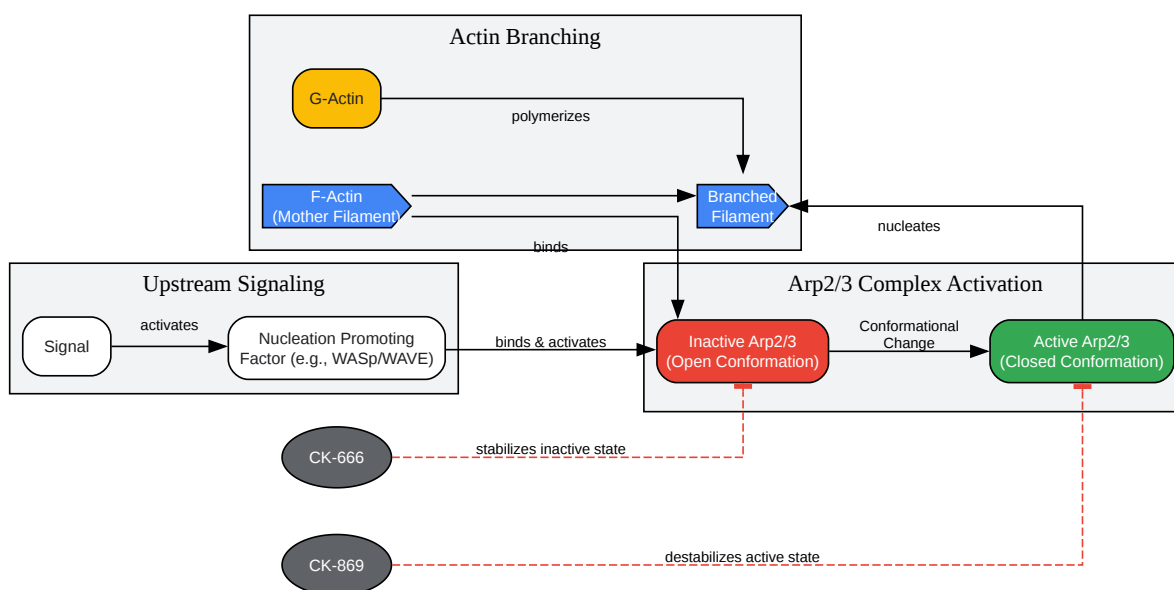 Actin Branching
G-Actin
polymerizes
F-Actin
(Mother Filament)
Branched
Filament
binds
nucleates
Upstream Signaling
Signal
activates
Nucleation Promoting
Factor (e.g., WASp/WAVE)
binds & activates
Arp2/3 Complex Activation
Inactive Arp2/3
(Open Conformation)
Conformational
Change
Active Arp2/3
(Closed Conformation)
CK-666
stabilizes inactive state
CK-869
destabilizes active state